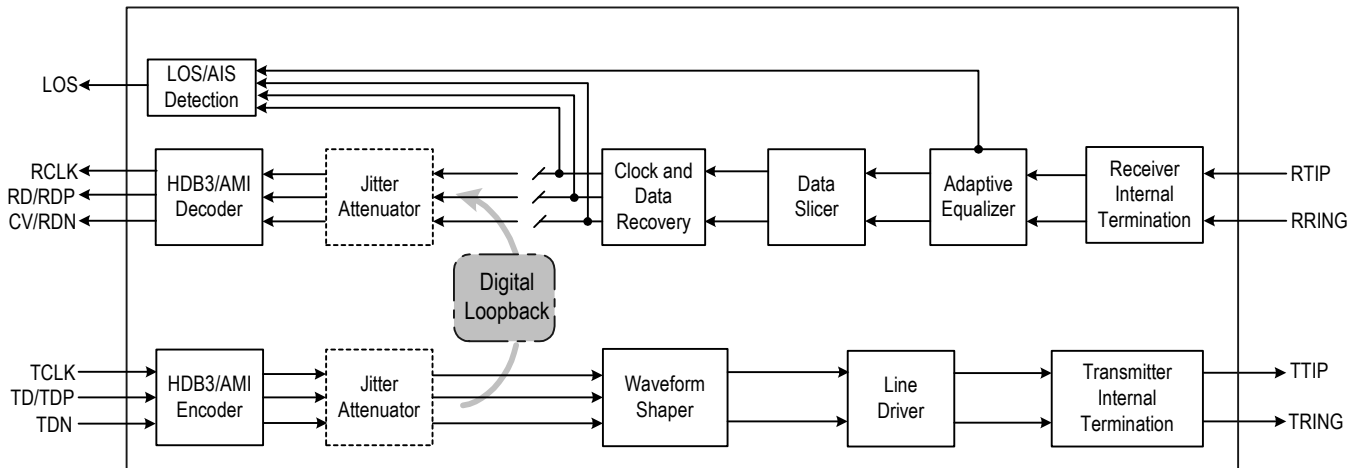 LOS
LOS/AIS
Detection
RCLK
RD/RDP
CV/RDN
HDB3/AMI
Decoder
Jitter
Attenuator
Clock and
Data
Recovery
Data
Slicer
Adaptive
Equalizer
Receiver
Internal
Termination
RTIP
RRING
Digital
Loopback
TCLK
TD/TDP
TDN
HDB3/AMI
Encoder
Jitter
Attenuator
Waveform
Shaper
Line
Driver
Transmitter
Internal
Termination
TTIP
TRING